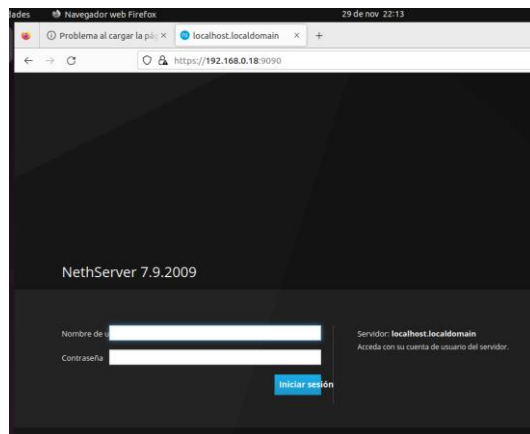 ades Navegador web Firefox 29 de nov 22:13
Problema al cargar la pág × localhost.localdomain × +
https://192.168.0.18:9090
NethServer 7.9.2009
Nombre de u
Servidor: localhost.localdomain
Acceda con su cuenta de usuario del servidor.
Contraseña
Iniciar sesión